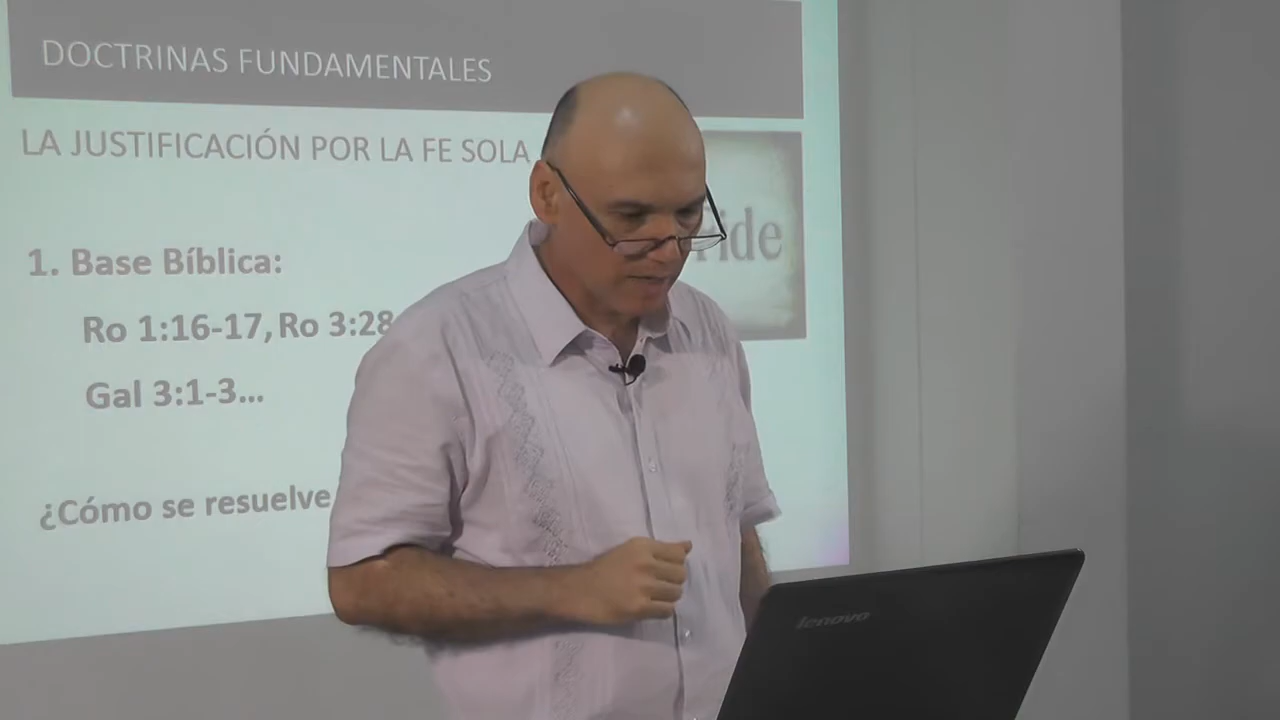 DOCTRINAS FUNDAMENTALES
LA JUSTIFICACIÓN POR LA FE SOLA
1. Base Bíblica:
Ro 1:16-17, Ro 3:28
Gal 3:1-3...
¿Cómo se resuelve
lenovo